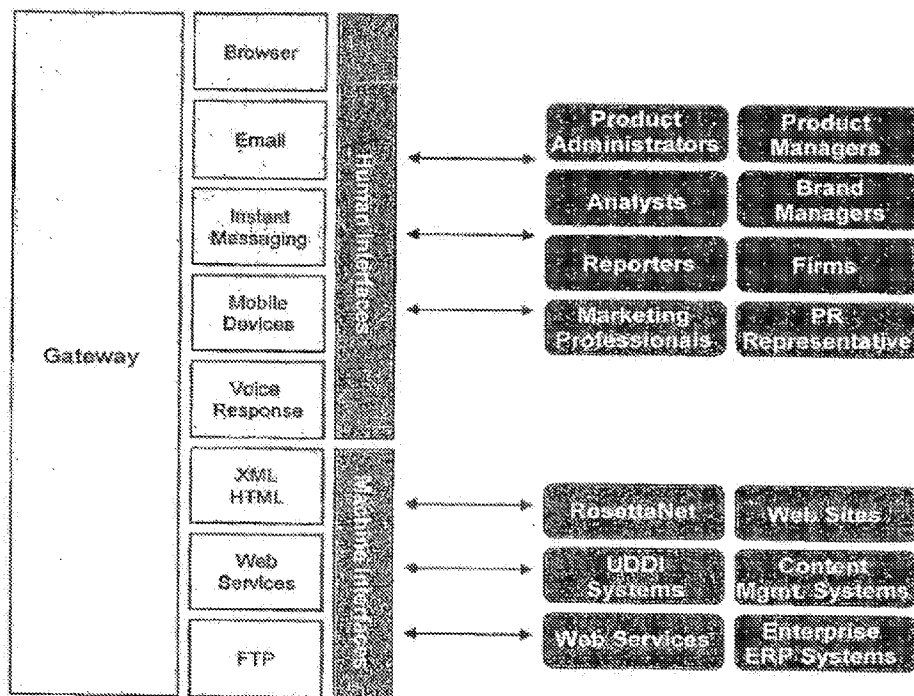 Gateway
Browser
Email
Instant
Messaging
Mobile
Devices
Voice
Response
XML
HTML
Web
Services
FTP
Human Interfaces
Machine Interfaces
Product
Administrators
Product
Managers
Analysts
Brand
Managers
Reporters
Firms
Marketing
Professionals
PR
Representative
RosettaNet
Web Sites
UDDI
Systems
Content
Mgmt. Systems
Web Services
Enterprise
ERP Systems